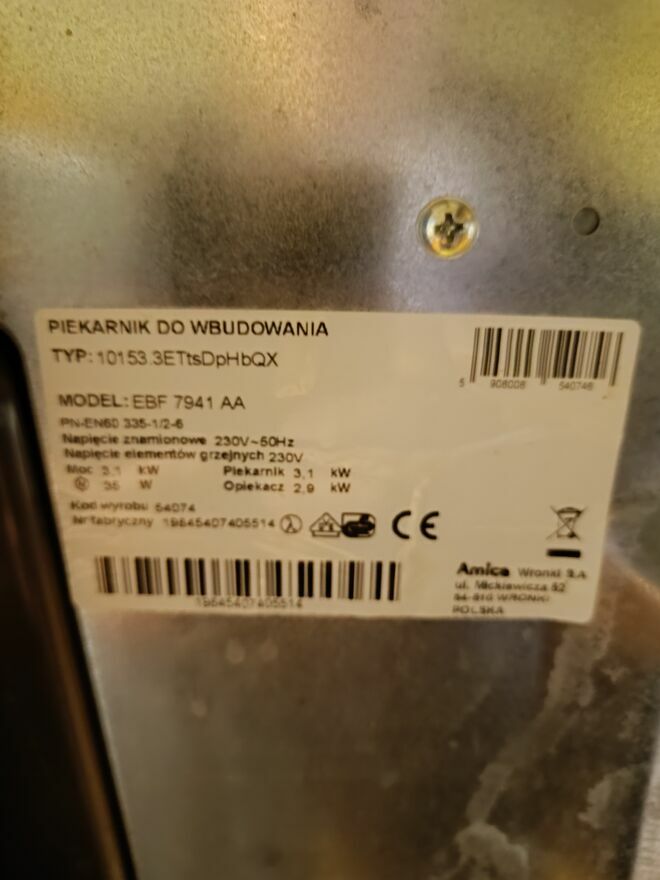 PIEKARNIK DO WBUDOWANIA
TYP: 10153.3ETtsDpHbQX
5 908008 540746
MODEL: EBF 7941 AA
PN-EN60 335-1/2-6
Napięcie znamionowe 230V~50Hz
Napięcie elementów grzejnych 230V
Moc 3,1 kW Piekarnik 3,1 kW
35 W Opiekacz 2,9 kW
Kod wyrobu 54074
Nr fabryczny 19645407405514
CE
19645407405514
Amica Wronki S.A.
ul. Mickiewicza 52
64-510 WRONKI
POLSKA